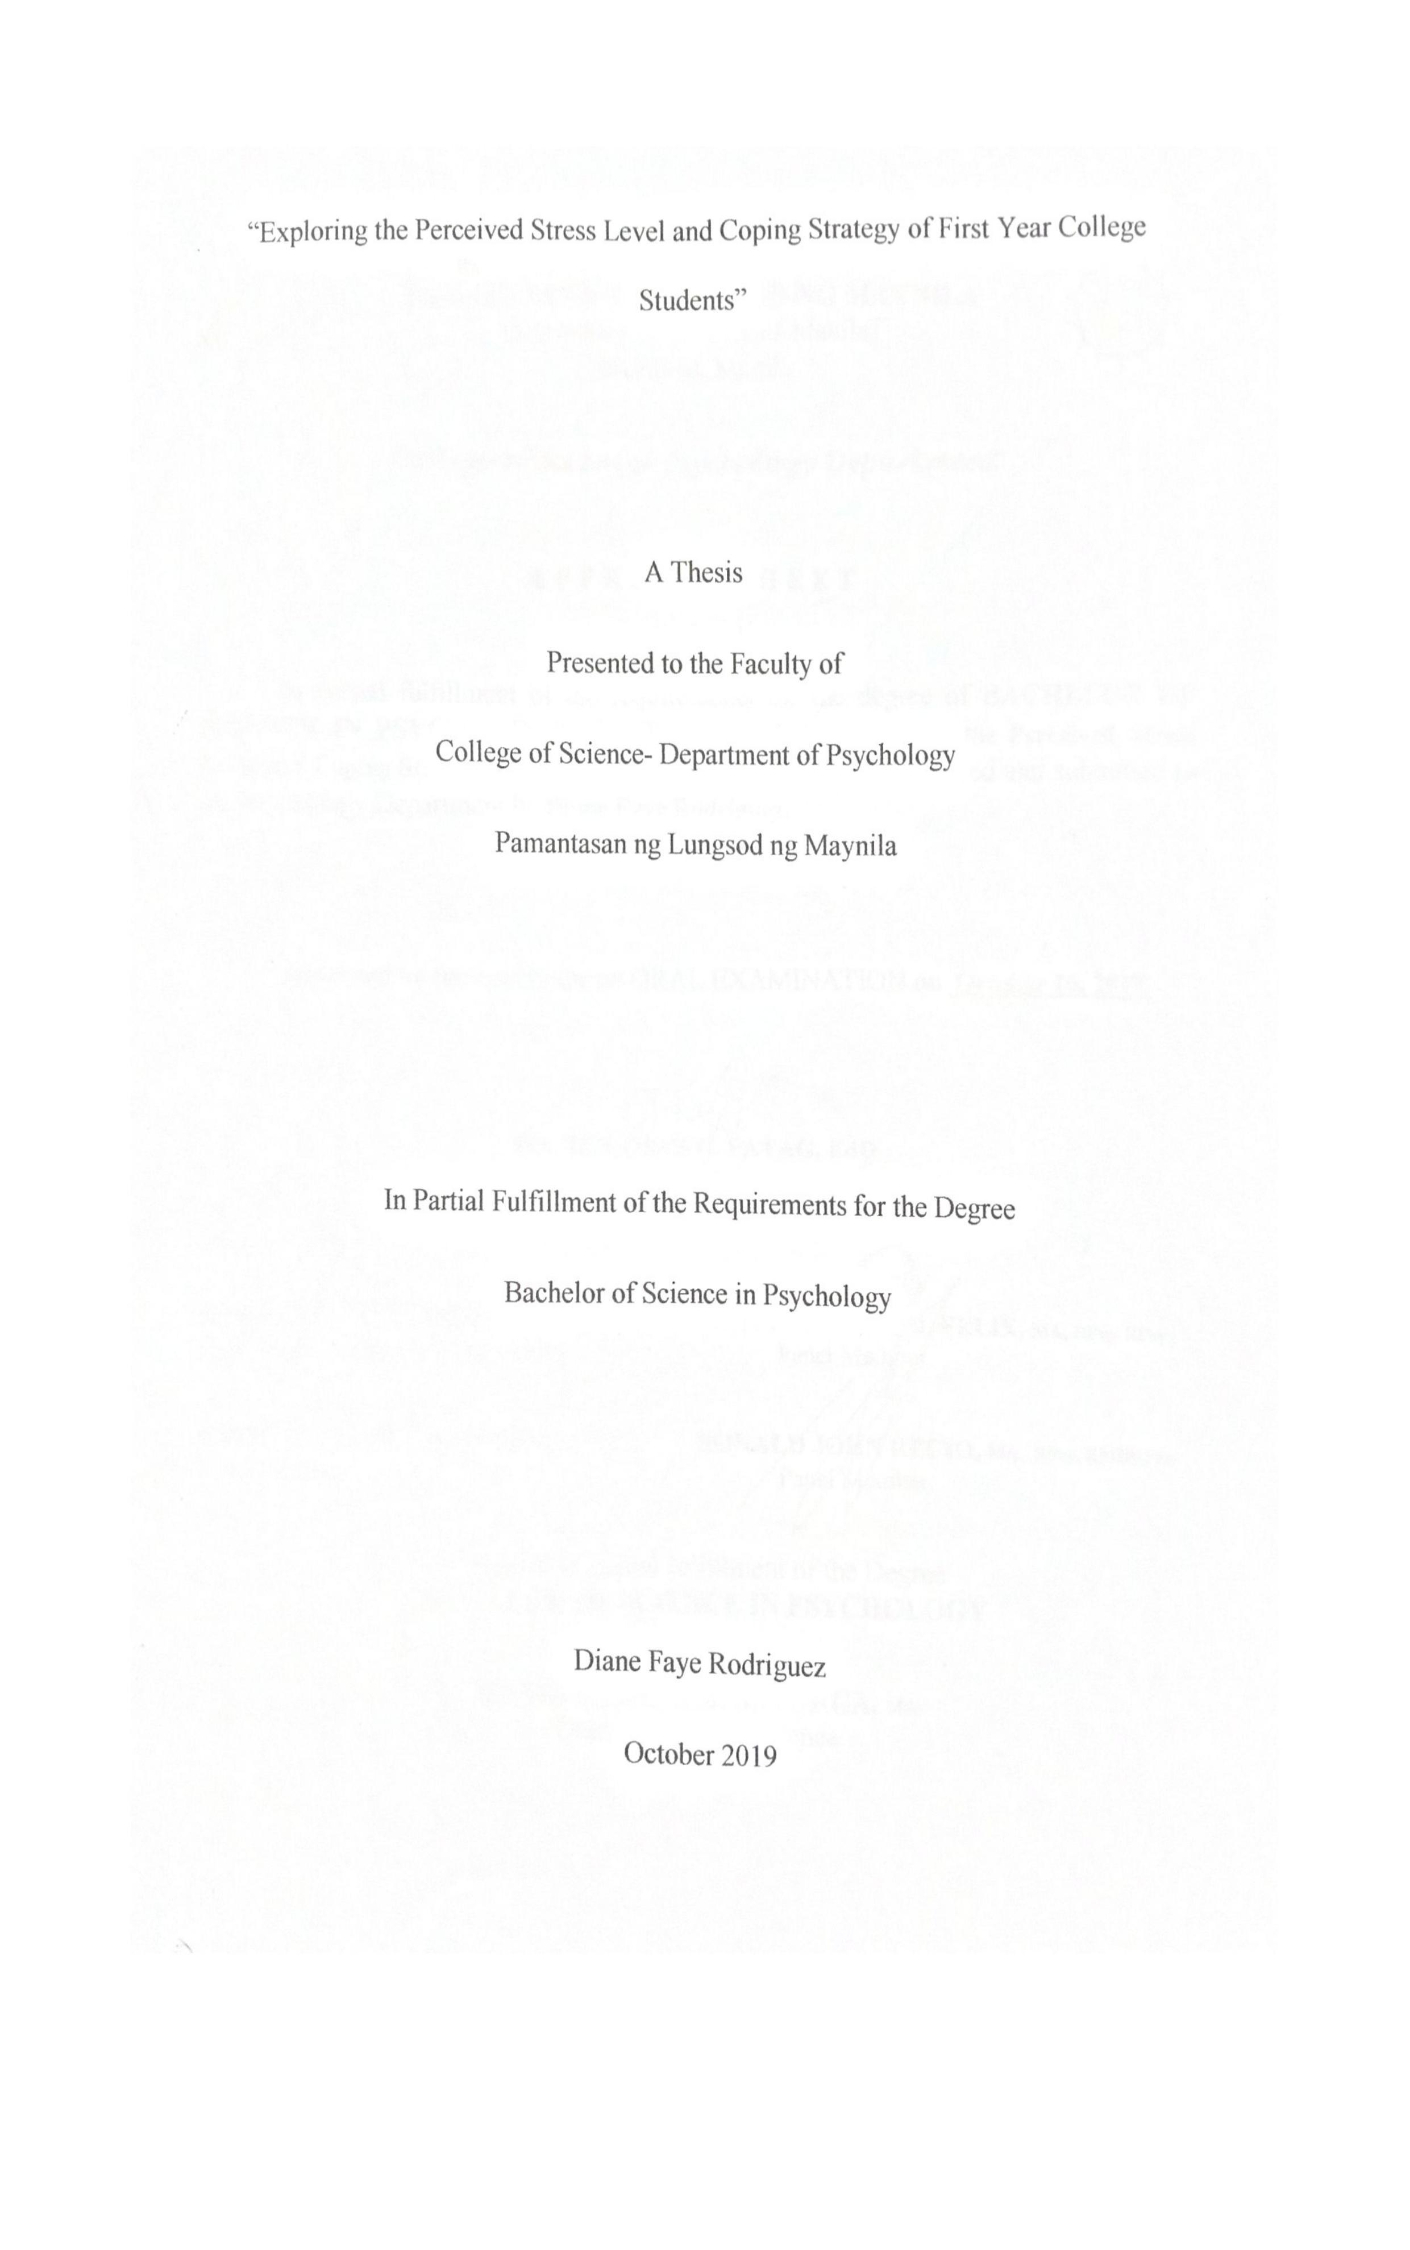 “Exploring the Perceived Stress Level and Coping Strategy of First Year College
Students”
A Thesis
Presented to the Faculty of
College of Science- Department of Psychology
Pamantasan ng Lungsod ng Maynila
In Partial Fulfillment of the Requirements for the Degree
Bachelor of Science in Psychology
Diane Faye Rodriguez
October 2019